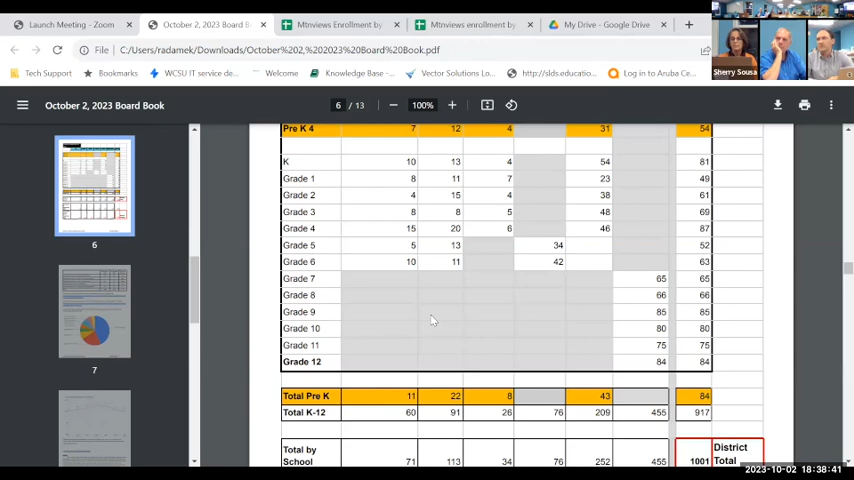 Launch Meeting - Zoom
October 2, 2023 Board Book.
Mtnviews Enrollment by
Mtnviews enrollment by
My Drive - Google Drive
File
C:/Users/radamek/Downloads/October%202,%202023%20Board%20Book.pdf
Tech Support
Bookmarks
WCSU IT service de...
Welcome
Knowledge Base -...
Vector Solutions Lo...
http://slds.educatio...
Log in to Aruba Ce...
Sherry Sousa
October 2, 2023 Board Book
6 / 13
100%
Pre K 4 7 12 4 31 54
K 10 13 4 54 81
Grade 1 8 11 7 23 49
Grade 2 4 15 4 38 61
Grade 3 8 8 5 48 69
Grade 4 15 20 6 46 87
Grade 5 5 13 34 52
Grade 6 10 11 42 63
Grade 7 65 65
Grade 8 66 66
Grade 9 85 85
Grade 10 80 80
Grade 11 75 75
Grade 12 84 84
Total Pre K 11 22 8 43 84
Total K-12 60 91 26 76 209 455 917
Total by School 71 113 34 76 252 455 1001 District Total
6
7
2023-10-02 18:38:41